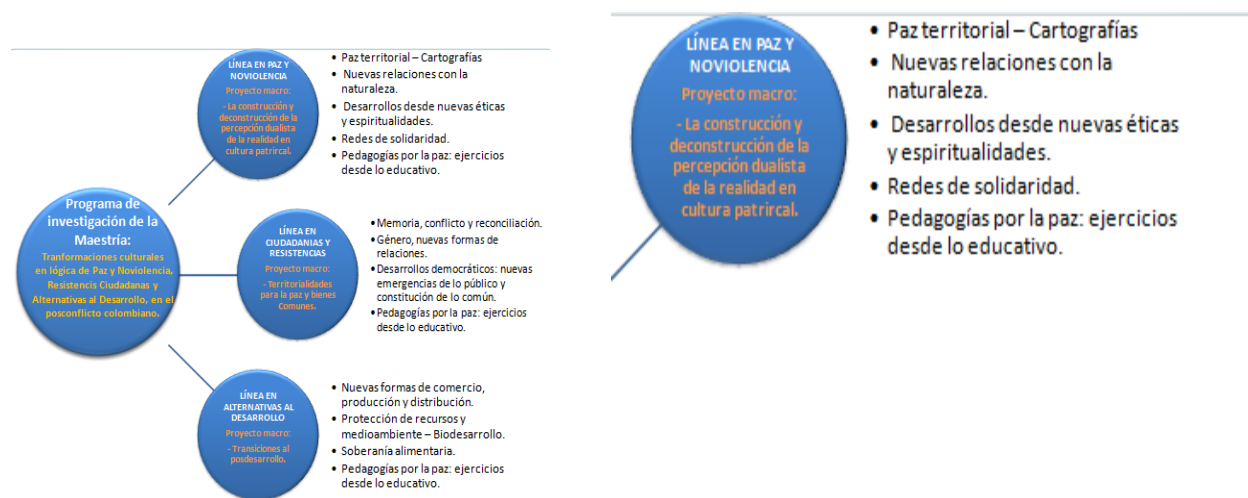 LÍNEA EN PAZ Y
NOVIOLENCIA
Proyecto macro:
- La construcción y
deconstrucción de la
percepción dualista
de la realidad en
cultura patrircal.
• Paz territorial – Cartografías
• Nuevas relaciones con la
naturaleza.
• Desarrollos desde nuevas éticas
y espiritualidades.
• Redes de solidaridad.
• Pedagogías por la paz: ejercicios
desde lo educativo.
Programa de
investigación de la
Maestría:
Tranformaciones culturales
en lógica de Paz y Noviolencia,
Resistencis Ciudadanas y
Alternativas al Desarrollo, en el
posconflicto colombiano.
LÍNEA EN
CIUDADANIAS Y
RESISTENCIAS
Proyecto macro:
- Territorialidades
para la paz y bienes
Comunes.
• Memoria, conflicto y reconciliación.
• Género, nuevas formas de
relaciones.
• Desarrollos democráticos: nuevas
emergencias de lo público y
constitución de lo común.
• Pedagogías por la paz: ejercicios
desde lo educativo.
LÍNEA EN
ALTERNATIVAS AL
DESARROLLO
Proyecto macro:
- Transiciones al
posdesarrollo.
• Nuevas formas de comercio,
producción y distribución.
• Protección de recursos y
medioambiente – Biodesarrollo.
• Soberanía alimentaria.
• Pedagogías por la paz: ejercicios
desde lo educativo.
LÍNEA EN PAZ Y
NOVIOLENCIA
Proyecto macro:
- La construcción y
deconstrucción de la
percepción dualista
de la realidad en
cultura patrircal.
• Paz territorial – Cartografías
• Nuevas relaciones con la
naturaleza.
• Desarrollos desde nuevas éticas
y espiritualidades.
• Redes de solidaridad.
• Pedagogías por la paz: ejercicios
desde lo educativo.